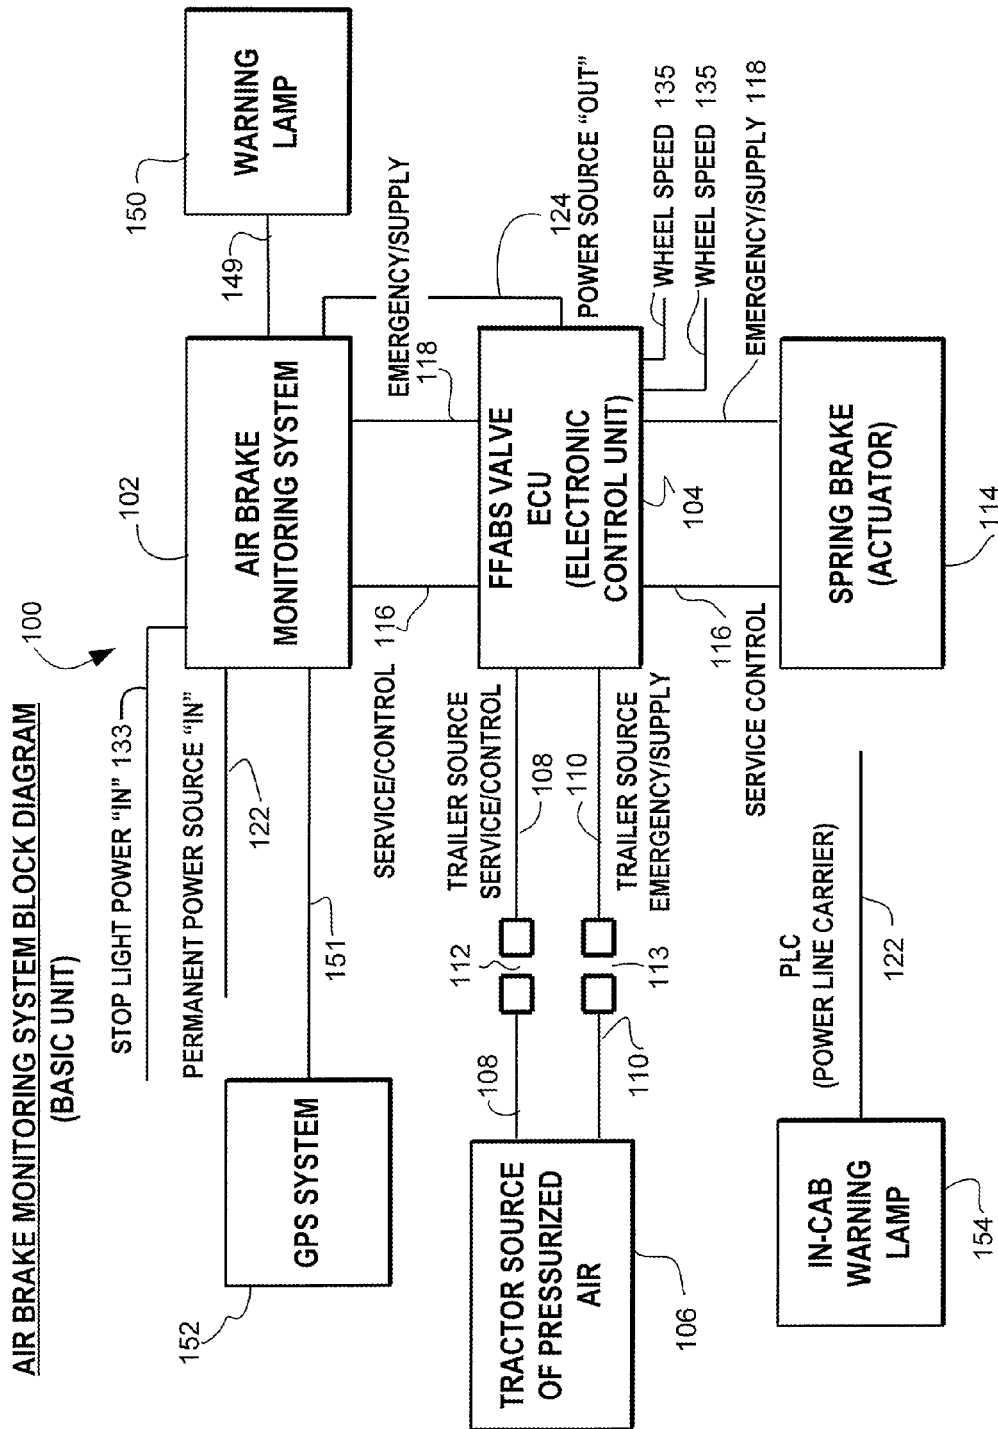 AIR BRAKE MONITORING SYSTEM BLOCK DIAGRAM
(BASIC UNIT)
100
STOP LIGHT POWER “IN” 133
PERMANENT POWER SOURCE “IN”
122
151
GPS SYSTEM
152
102
AIR BRAKE
MONITORING SYSTEM
149
150
WARNING
LAMP
SERVICE/CONTROL
116
EMERGENCY/SUPPLY
118
124
POWER SOURCE “OUT”
TRACTOR SOURCE
OF PRESSURIZED
AIR
106
108
110
112
113
TRAILER SOURCE
SERVICE/CONTROL
108
110
TRAILER SOURCE
EMERGENCY/SUPPLY
FFABS VALVE
ECU
(ELECTRONIC
CONTROL UNIT)
104
WHEEL SPEED 135
WHEEL SPEED 135
EMERGENCY/SUPPLY 118
116
SERVICE CONTROL
IN-CAB
WARNING
LAMP
154
PLC
(POWER LINE CARRIER)
122
SPRING BRAKE
(ACTUATOR)
114